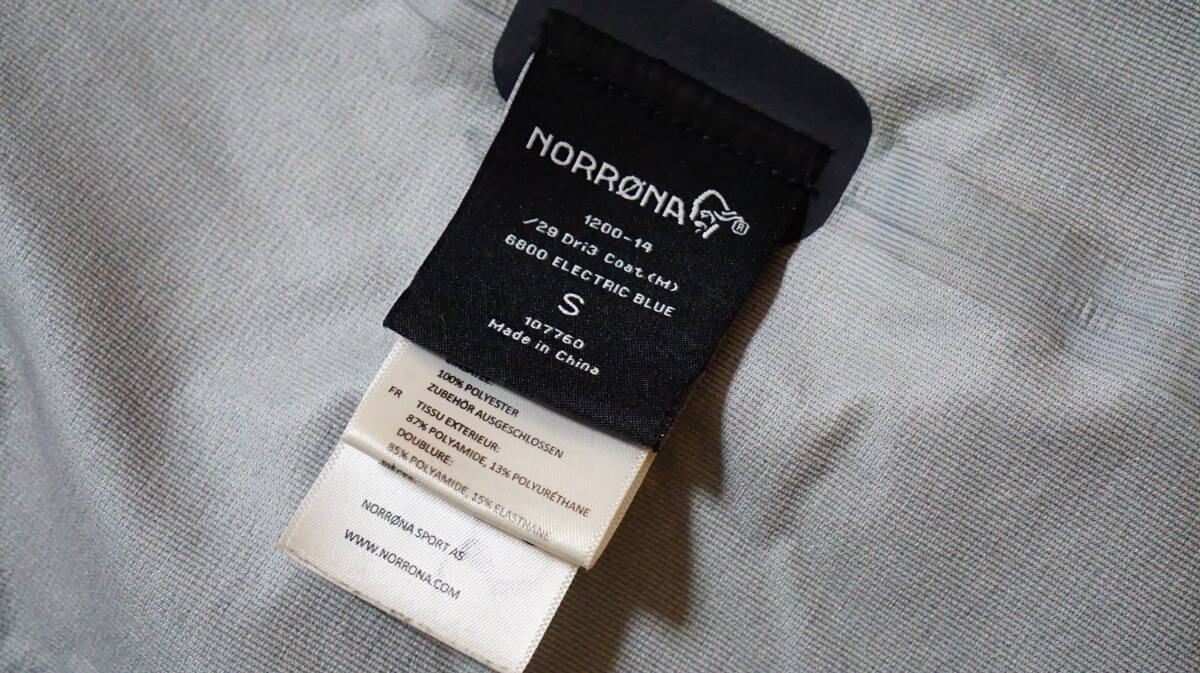 NORRØNA®
1200-14
/29 Dri3 Coat (M)
6800 ELECTRIC BLUE
S
107760
Made in China
100% POLYESTER
ZUBEHÖR AUSGESCHLOSSEN
FR TISSU EXTERIEUR:
87% POLYAMIDE, 13% POLYURÉTHANE
DOUBLURE:
85% POLYAMIDE, 15% ELASTHANE
NORRØNA SPORT AS
WWW.NORRONA.COM